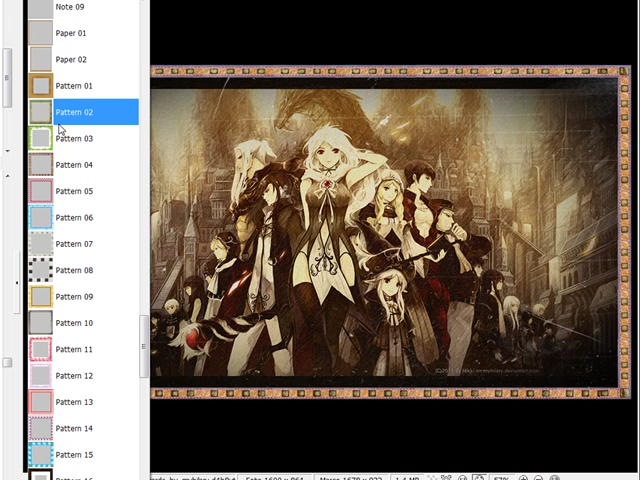 Note 09
Paper 01
Paper 02
Pattern 01
Pattern 02
Pattern 03
Pattern 04
Pattern 05
Pattern 06
Pattern 07
Pattern 08
Pattern 09
Pattern 10
Pattern 11
Pattern 12
Pattern 13
Pattern 14
Pattern 15